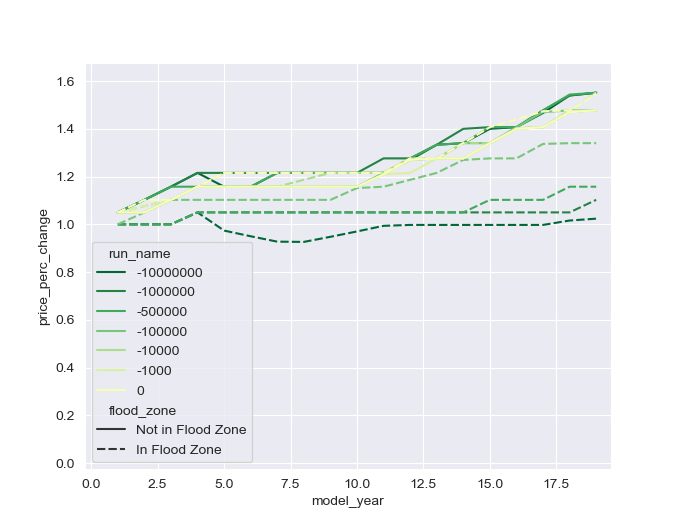 1.6
1.4
1.2
1.0
0.8
0.6
0.4
0.2
0.0
price_perc_change
run_name
-10000000
-1000000
-500000
-100000
-10000
-1000
0
flood_zone
Not in Flood Zone
In Flood Zone
0.0 2.5 5.0 7.5 10.0 12.5 15.0 17.5
model_year